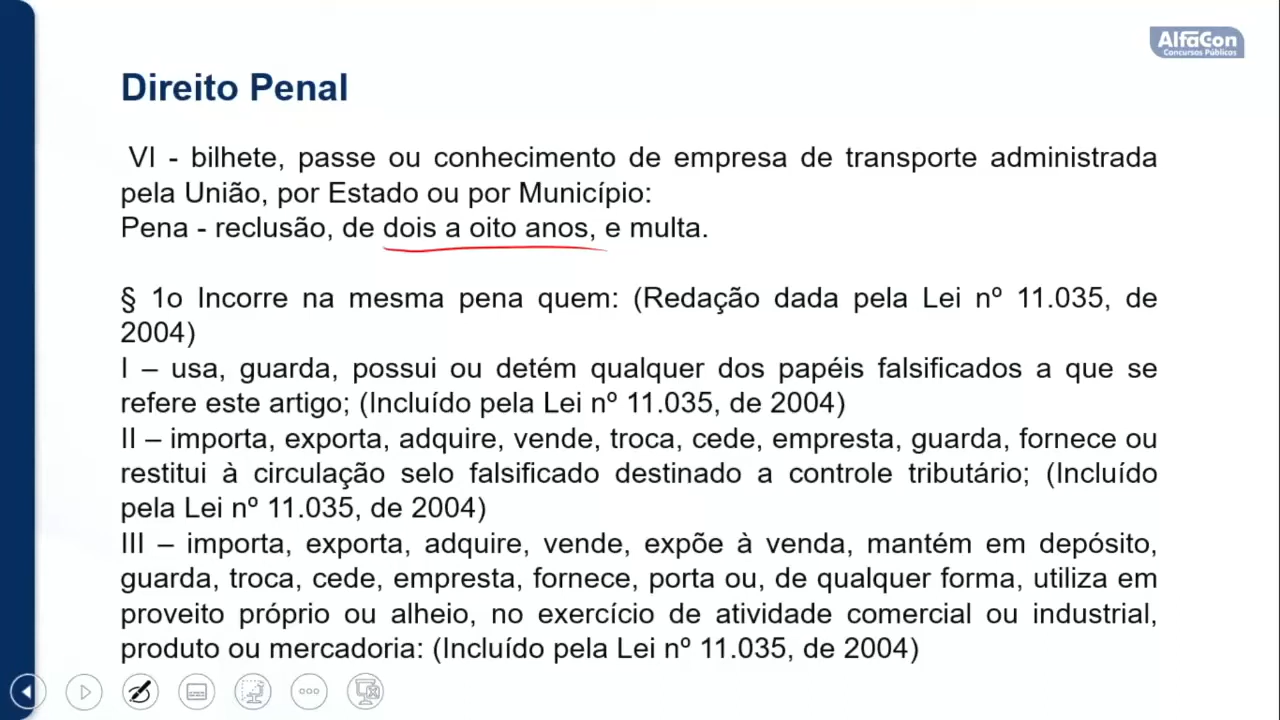 AlfaCon
Concursos Públicos
Direito Penal
VI - bilhete, passe ou conhecimento de empresa de transporte administrada
pela União, por Estado ou por Município:
Pena - reclusão, de dois a oito anos, e multa.
§ 1o Incorre na mesma pena quem: (Redação dada pela Lei nº 11.035, de
2004)
I – usa, guarda, possui ou detém qualquer dos papéis falsificados a que se
refere este artigo; (Incluído pela Lei nº 11.035, de 2004)
II – importa, exporta, adquire, vende, troca, cede, empresta, guarda, fornece ou
restitui à circulação selo falsificado destinado a controle tributário; (Incluído
pela Lei nº 11.035, de 2004)
III – importa, exporta, adquire, vende, expõe à venda, mantém em depósito,
guarda, troca, cede, empresta, fornece, porta ou, de qualquer forma, utiliza em
proveito próprio ou alheio, no exercício de atividade comercial ou industrial,
produto ou mercadoria: (Incluído pela Lei nº 11.035, de 2004)